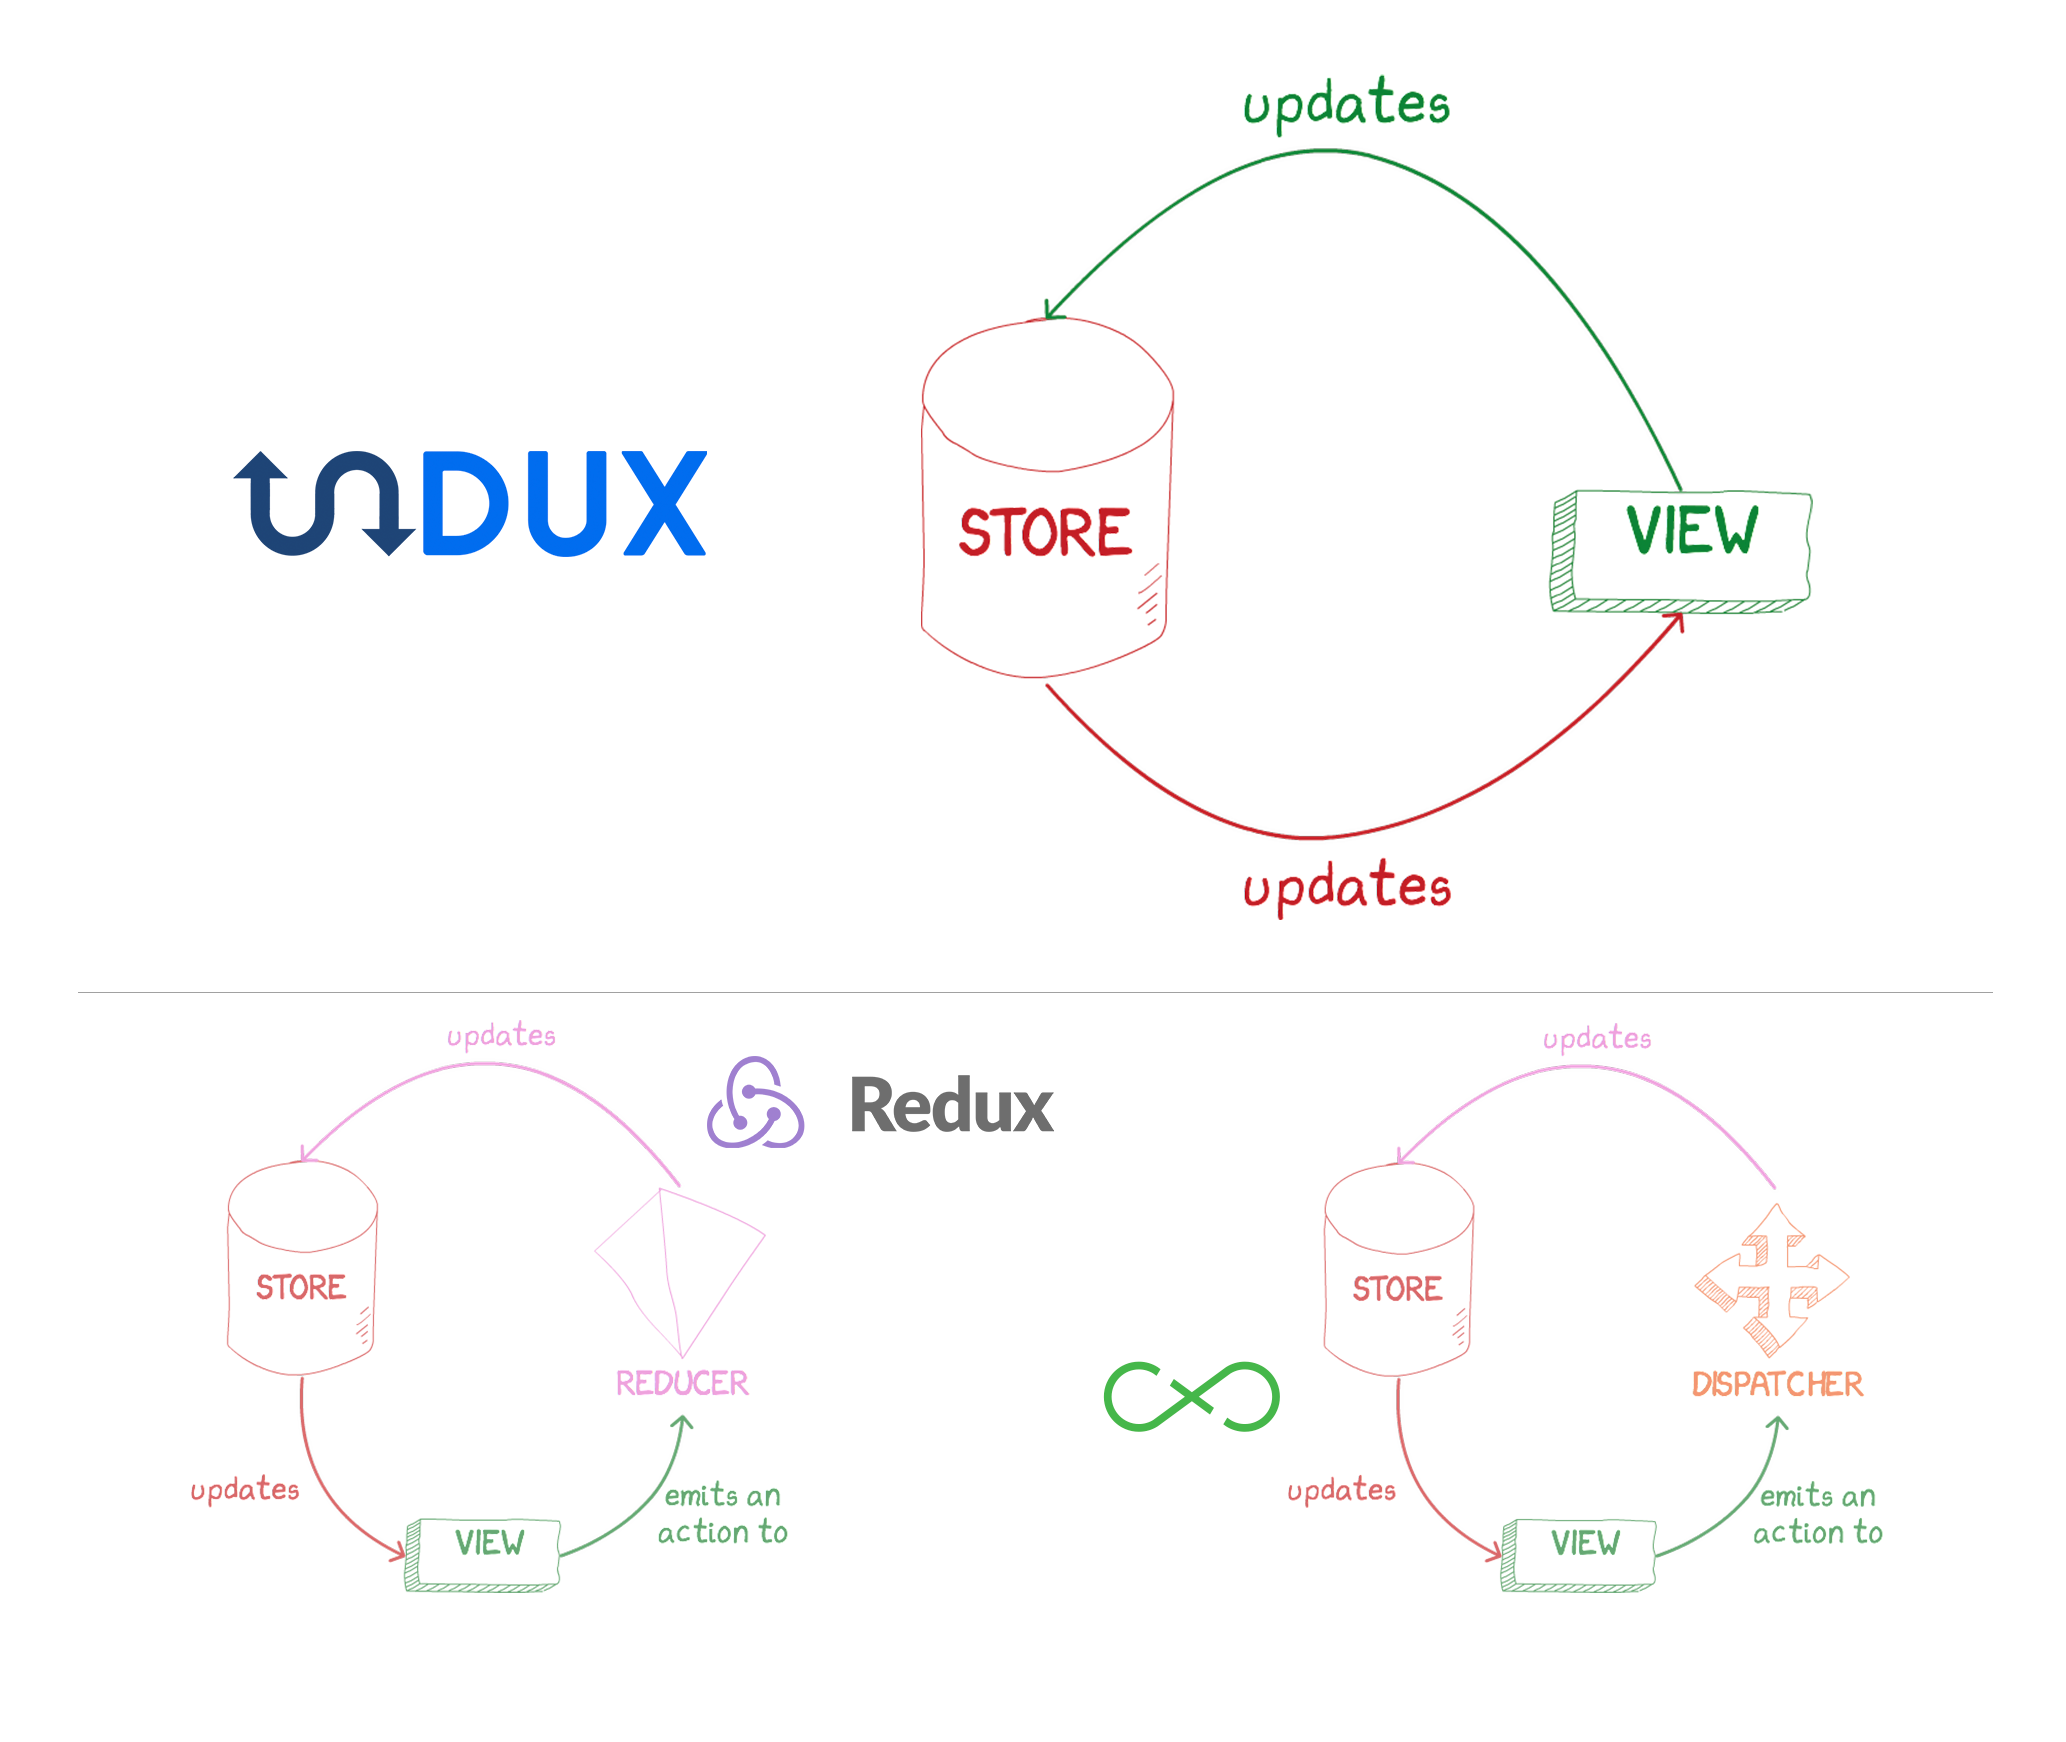 updates
UNDUX
STORE
VIEW
updates
updates
Redux
STORE
REDUCER
updates
emits an
action to
VIEW
updates
STORE
DISPATCHER
updates
emits an
action to
VIEW